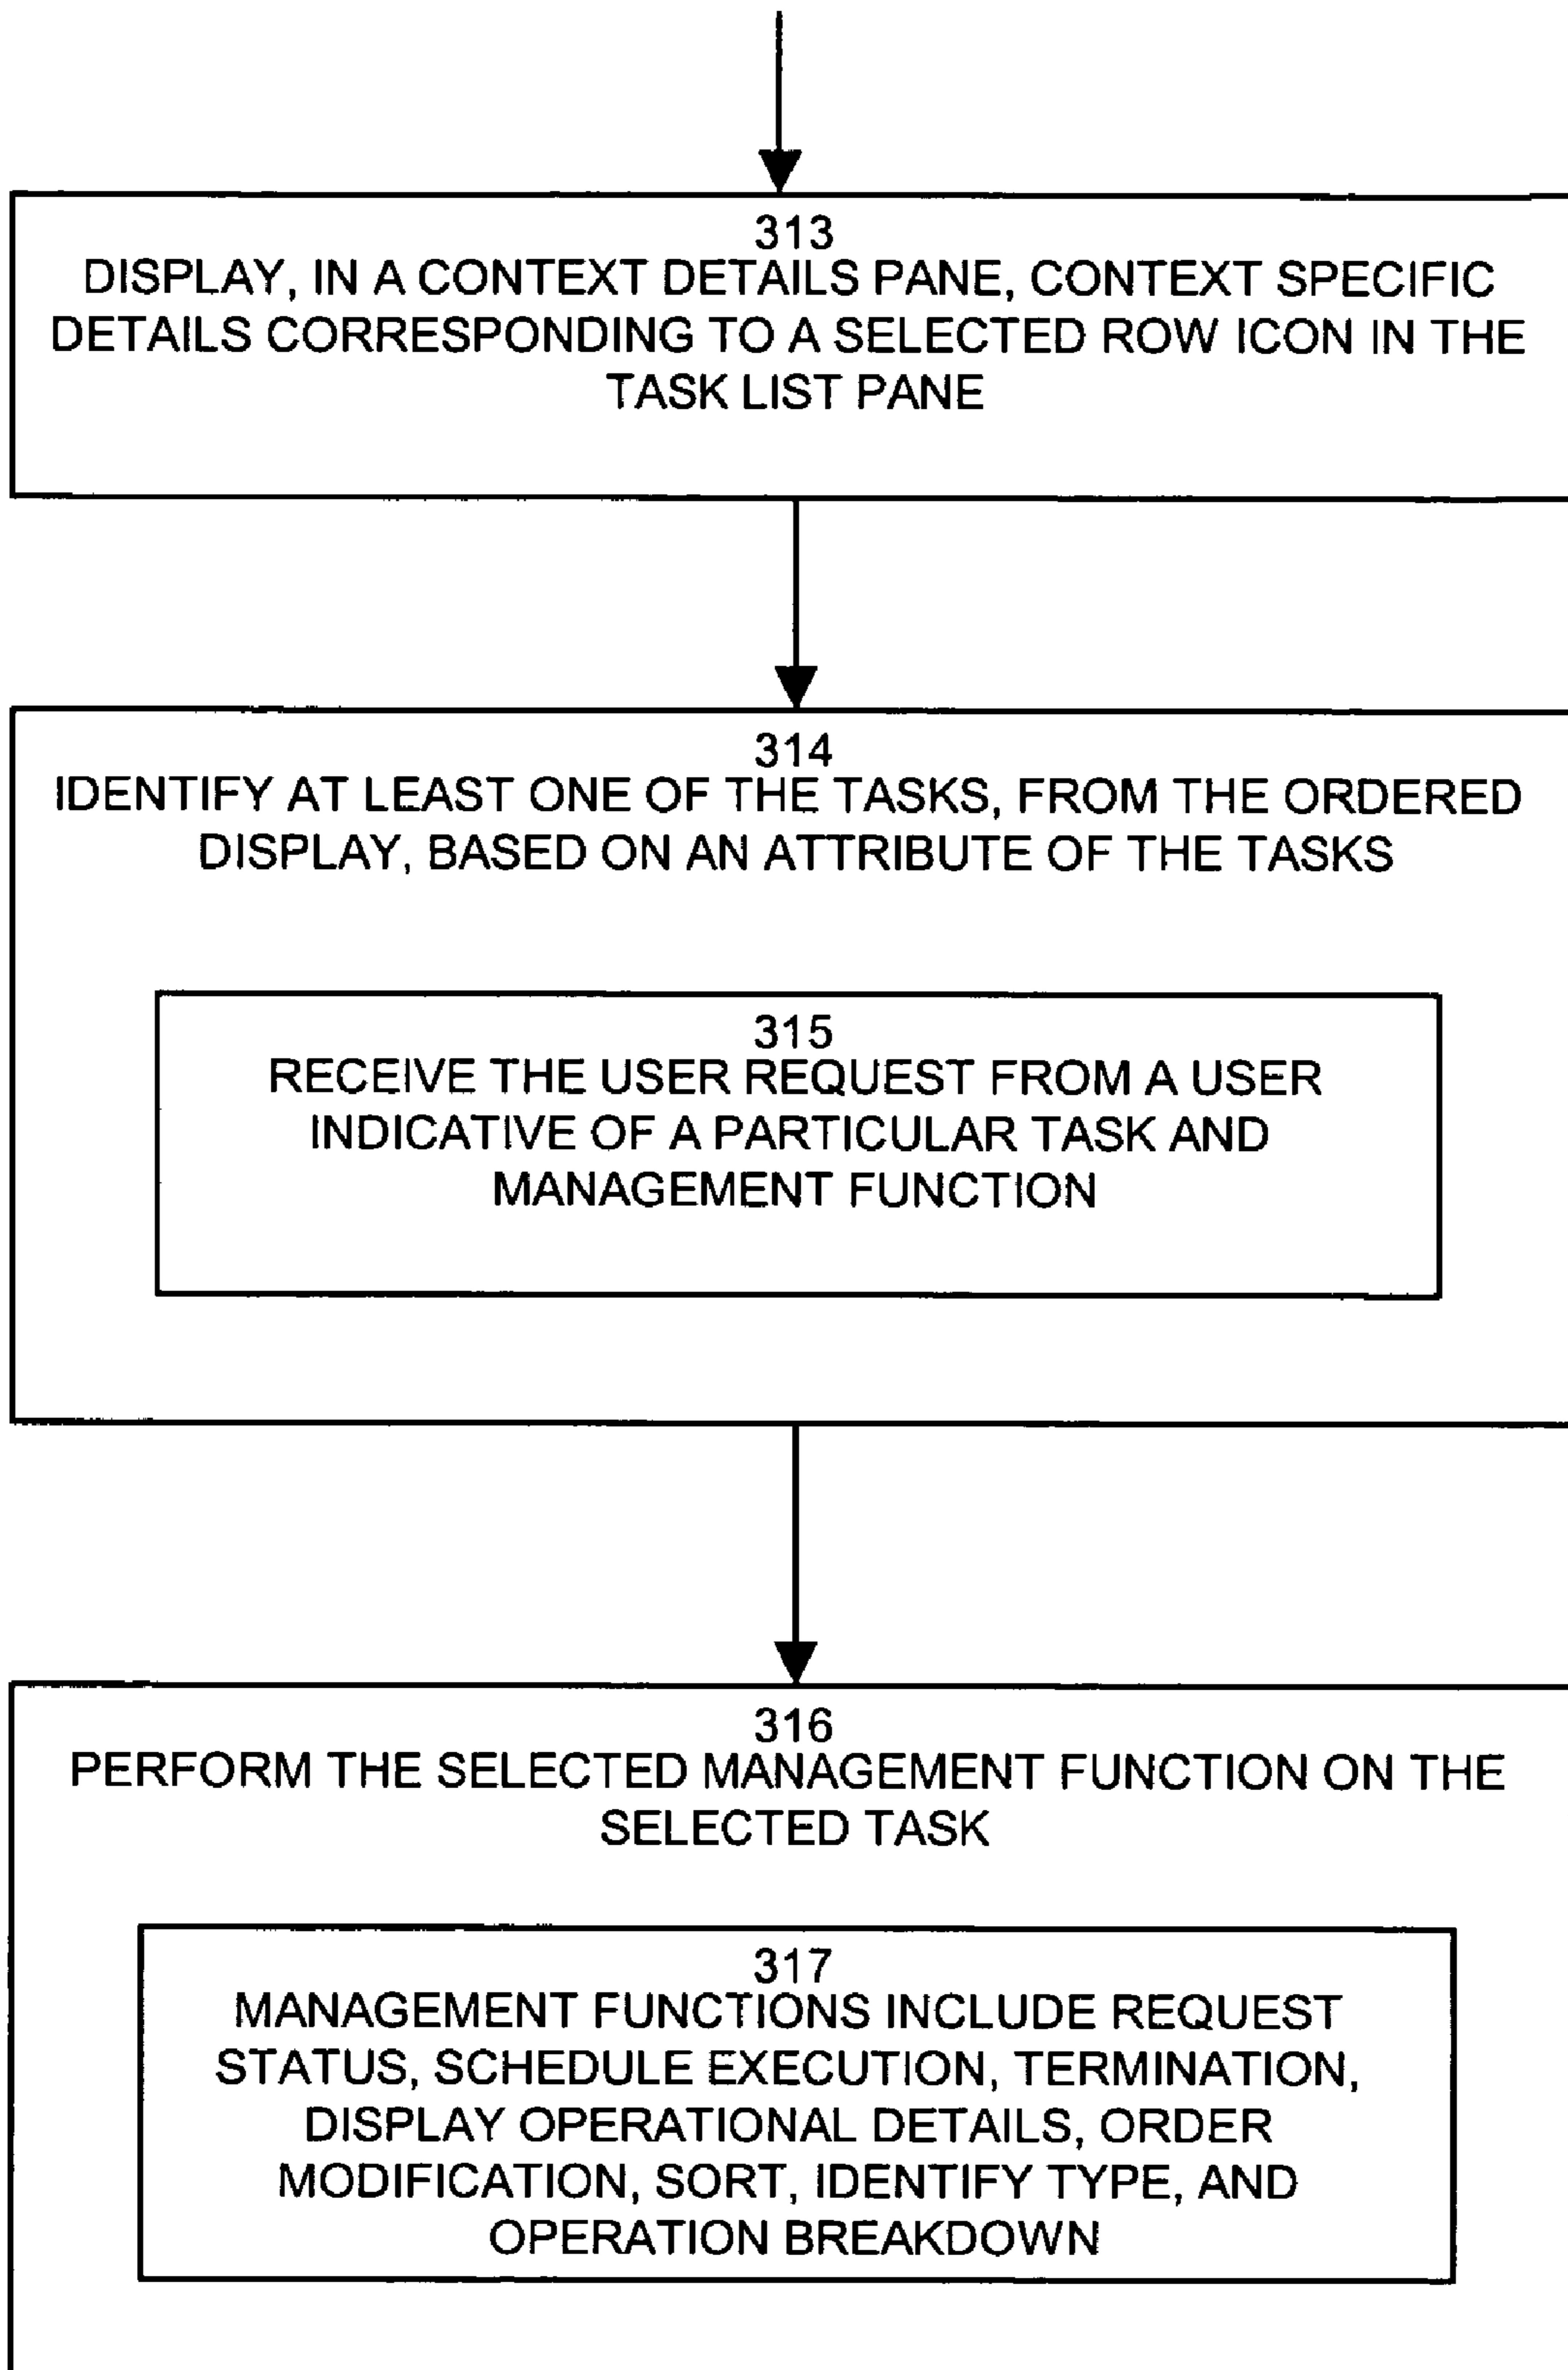 313
DISPLAY, IN A CONTEXT DETAILS PANE, CONTEXT SPECIFIC
DETAILS CORRESPONDING TO A SELECTED ROW ICON IN THE
TASK LIST PANE
314
IDENTIFY AT LEAST ONE OF THE TASKS, FROM THE ORDERED
DISPLAY, BASED ON AN ATTRIBUTE OF THE TASKS
315
RECEIVE THE USER REQUEST FROM A USER
INDICATIVE OF A PARTICULAR TASK AND
MANAGEMENT FUNCTION
316
PERFORM THE SELECTED MANAGEMENT FUNCTION ON THE
SELECTED TASK
317
MANAGEMENT FUNCTIONS INCLUDE REQUEST
STATUS, SCHEDULE EXECUTION, TERMINATION,
DISPLAY OPERATIONAL DETAILS, ORDER
MODIFICATION, SORT, IDENTIFY TYPE, AND
OPERATION BREAKDOWN